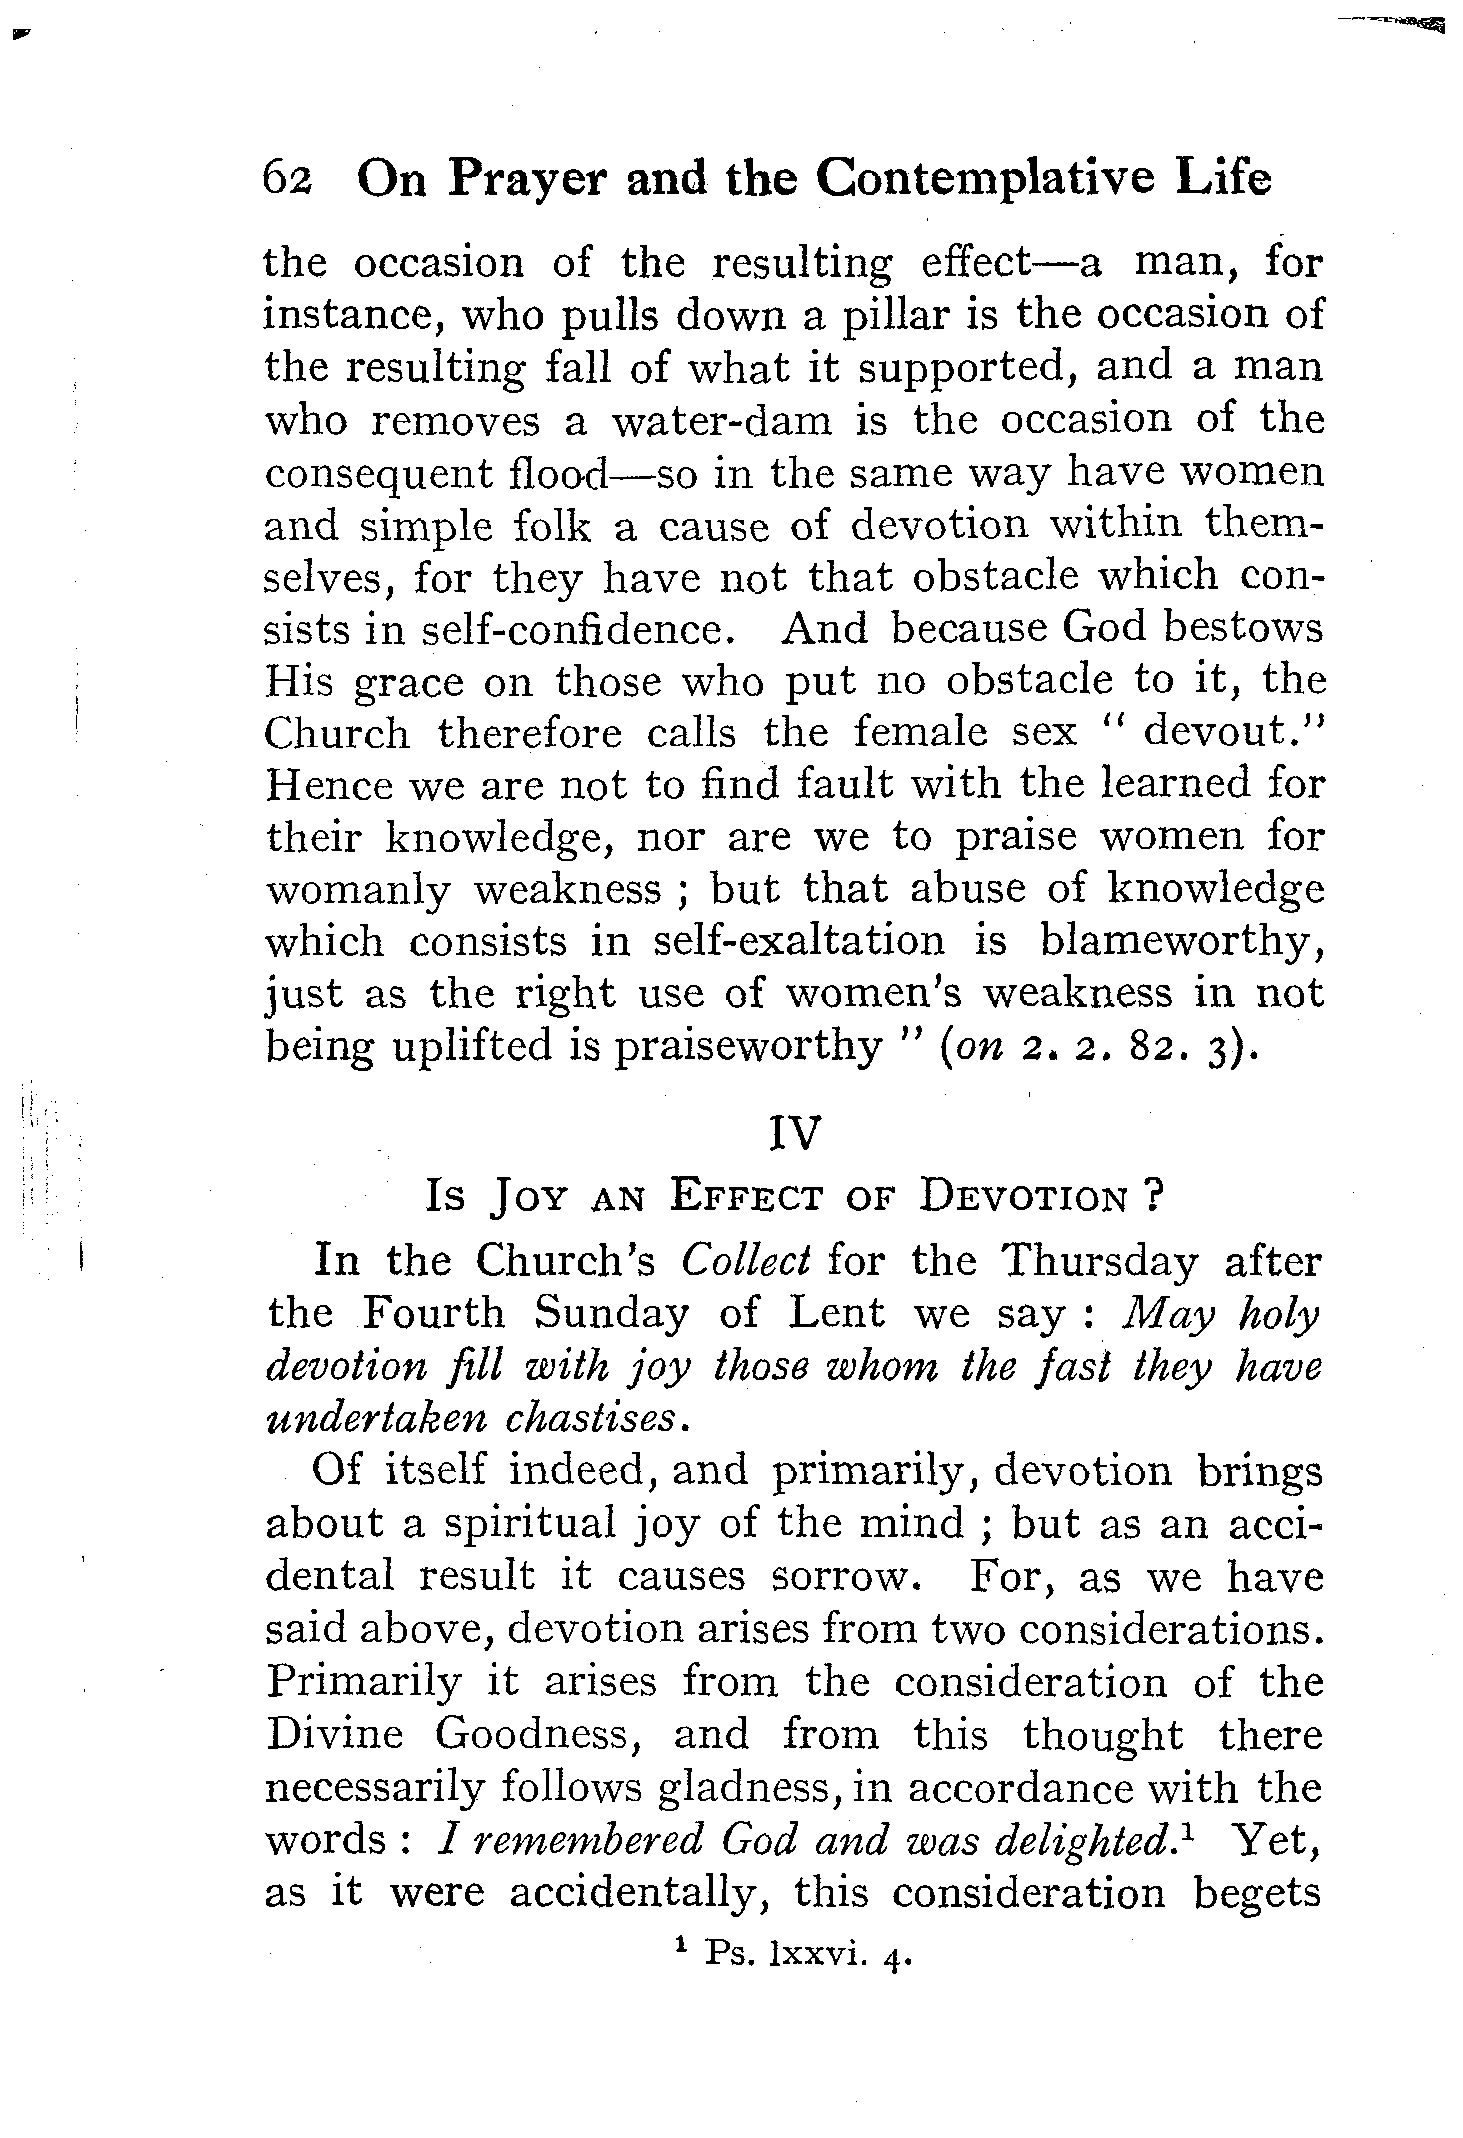 62 On Prayer and the Contemplative Life
the occasion of the resulting effect—a man, for
instance, who pulls down a pillar is the occasion of
the resulting fall of what it supported, and a man
who removes a water-dam is the occasion of the
consequent flood—so in the same way have women
and simple folk a cause of devotion within them-
selves, for they have not that obstacle which con-
sists in self-confidence. And because God bestows
His grace on those who put no obstacle to it, the
Church therefore calls the female sex " devout."
Hence we are not to find fault with the learned for
their knowledge, nor are we to praise women for
womanly weakness ; but that abuse of knowledge
which consists in self-exaltation is blameworthy,
just as the right use of women's weakness in not
being uplifted is praiseworthy " (on 2. 2. 82. 3).
IV
Is Joy an Effect of Devotion ?
In the Church's Collect for the Thursday after
the Fourth Sunday of Lent we say : May holy
devotion fill with joy those whom the fast they have
undertaken chastises.
Of itself indeed, and primarily, devotion brings
about a spiritual joy of the mind ; but as an acci-
dental result it causes sorrow. For, as we have
said above, devotion arises from two considerations.
Primarily it arises from the consideration of the
Divine Goodness, and from this thought there
necessarily follows gladness, in accordance with the
words : I remembered God and was delighted.¹ Yet,
as it were accidentally, this consideration begets
¹ Ps. lxxvi. 4.